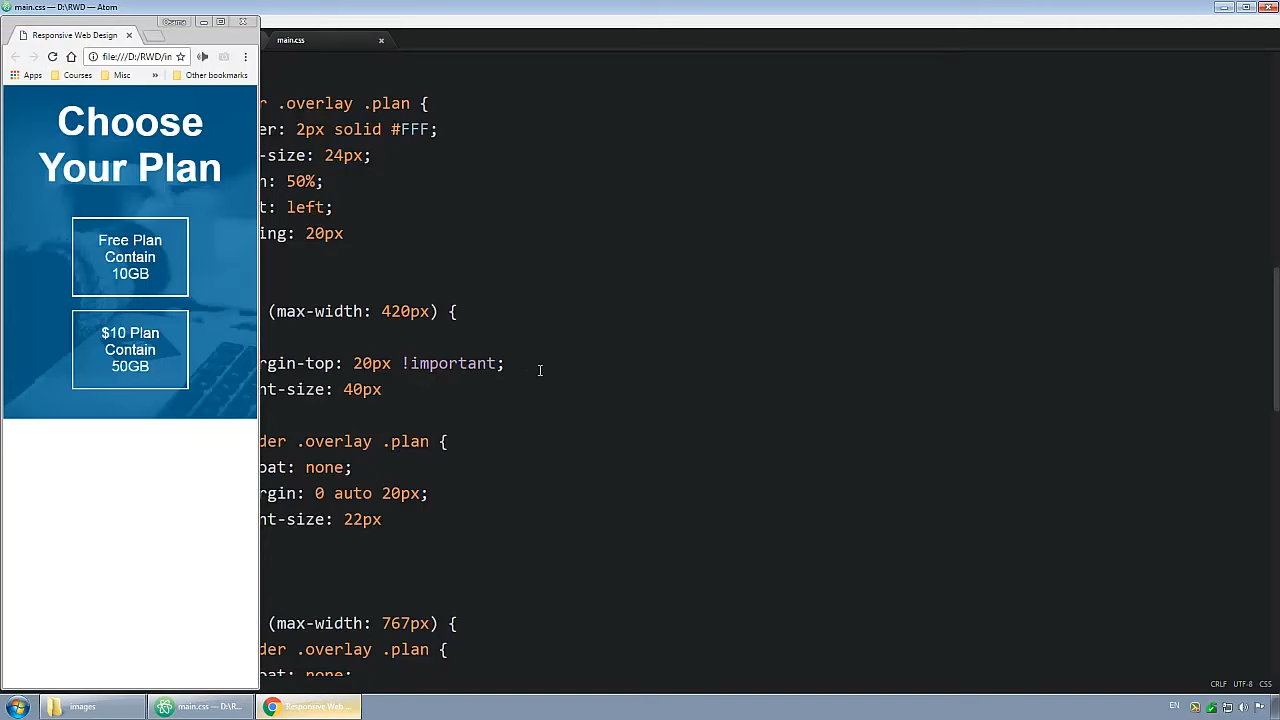 main.css — D:\RWD — Atom
Responsive Web Design
file:///D:/RWD/in
Apps
Courses
Misc
»
Other bookmarks
Choose
Your Plan
Free Plan
Contain
10GB
$10 Plan
Contain
50GB
main.css
r .overlay .plan {
er: 2px solid #FFF;
-size: 24px;
h: 50%;
t: left;
ing: 20px
(max-width: 420px) {
rgin-top: 20px !important;
nt-size: 40px
der .overlay .plan {
oat: none;
rgin: 0 auto 20px;
nt-size: 22px
(max-width: 767px) {
der .overlay .plan {
oat: none;
CRLF UTF-8 CSS
images
main.css — D:\R...
Responsive Web ...
EN